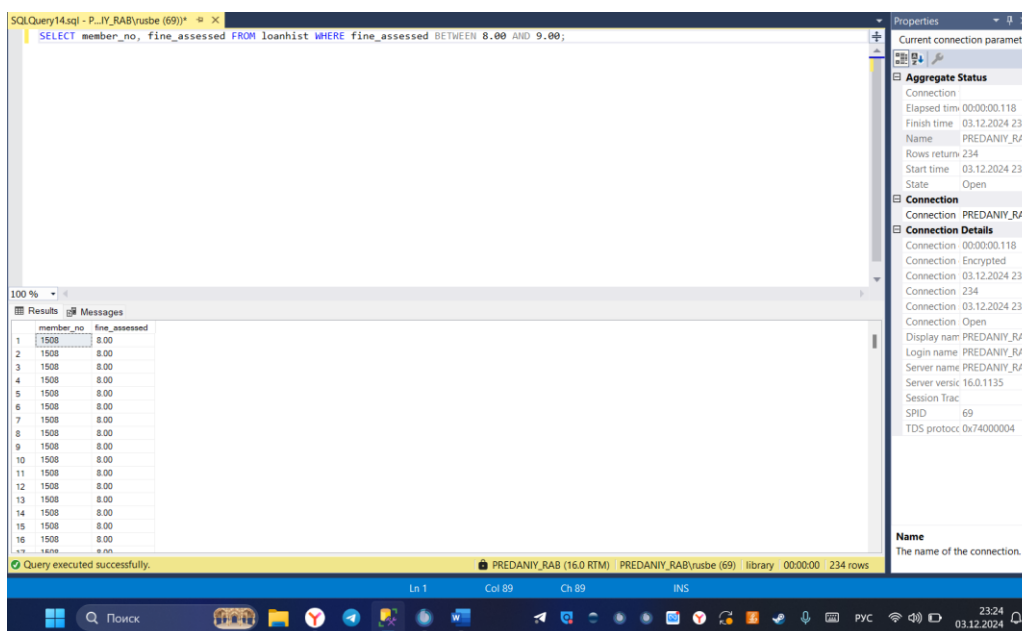 SQLQuery14.sql - P...IY_RAB\rusbe (69))*
SELECT member_no, fine_assessed FROM loanhist WHERE fine_assessed BETWEEN 8.00 AND 9.00;
100 %
Results Messages
member_no fine_assessed
1 1508 8.00
2 1508 8.00
3 1508 8.00
4 1508 8.00
5 1508 8.00
6 1508 8.00
7 1508 8.00
8 1508 8.00
9 1508 8.00
10 1508 8.00
11 1508 8.00
12 1508 8.00
13 1508 8.00
14 1508 8.00
15 1508 8.00
16 1508 8.00
17 1508 8.00
Query executed successfully.
PREDANIY_RAB (16.0 RTM) PREDANIY_RAB\rusbe (69) library 00:00:00 234 rows
Properties
Current connection paramet
Aggregate Status
Connection
Elapsed tim 00:00:00.118
Finish time 03.12.2024 23
Name PREDANIY_RA
Rows return 234
Start time 03.12.2024 23
State Open
Connection
Connection PREDANIY_RA
Connection Details
Connection 00:00:00.118
Connection Encrypted
Connection 03.12.2024 23
Connection 234
Connection 03.12.2024 23
Connection Open
Display nam PREDANIY_RA
Login name PREDANIY_RA
Server name PREDANIY_RA
Server versic 16.0.1135
Session Trac
SPID 69
TDS protocc 0x74000004
Name
The name of the connection.
Ln 1 Col 89 Ch 89 INS
Поиск
РУС
23:24
03.12.2024